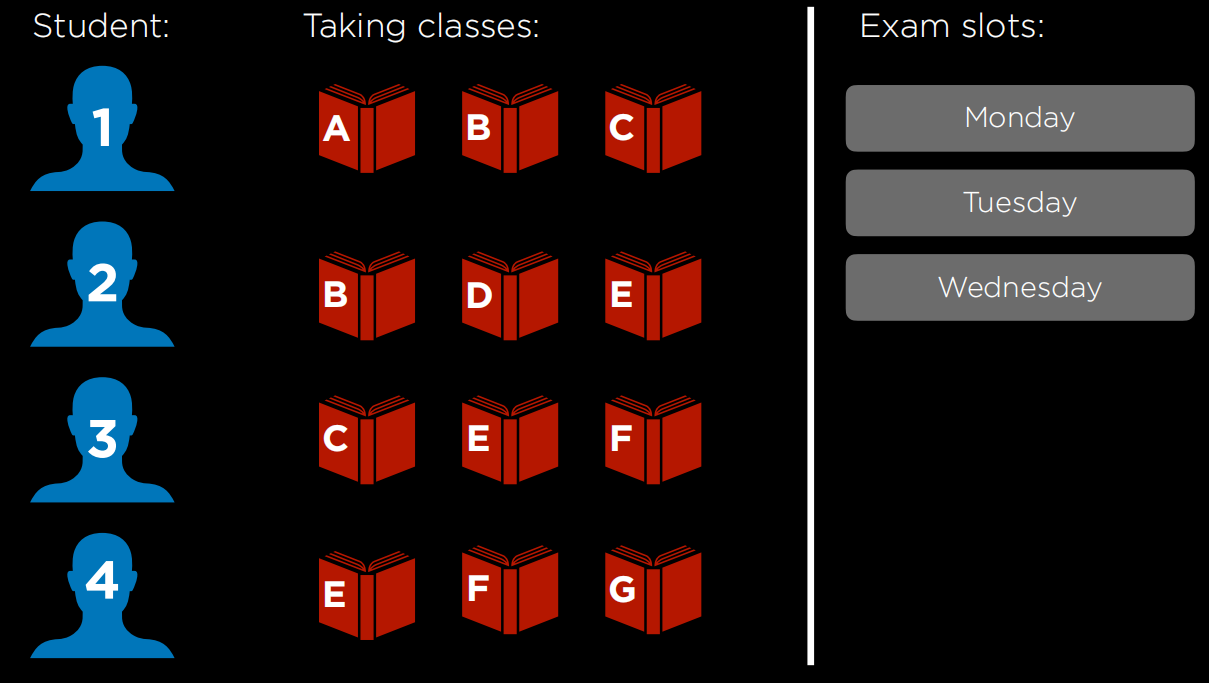 Student: Taking classes: Exam slots:
1 A B C Monday
Tuesday
2 B D E Wednesday
3 C E F
4 E F G